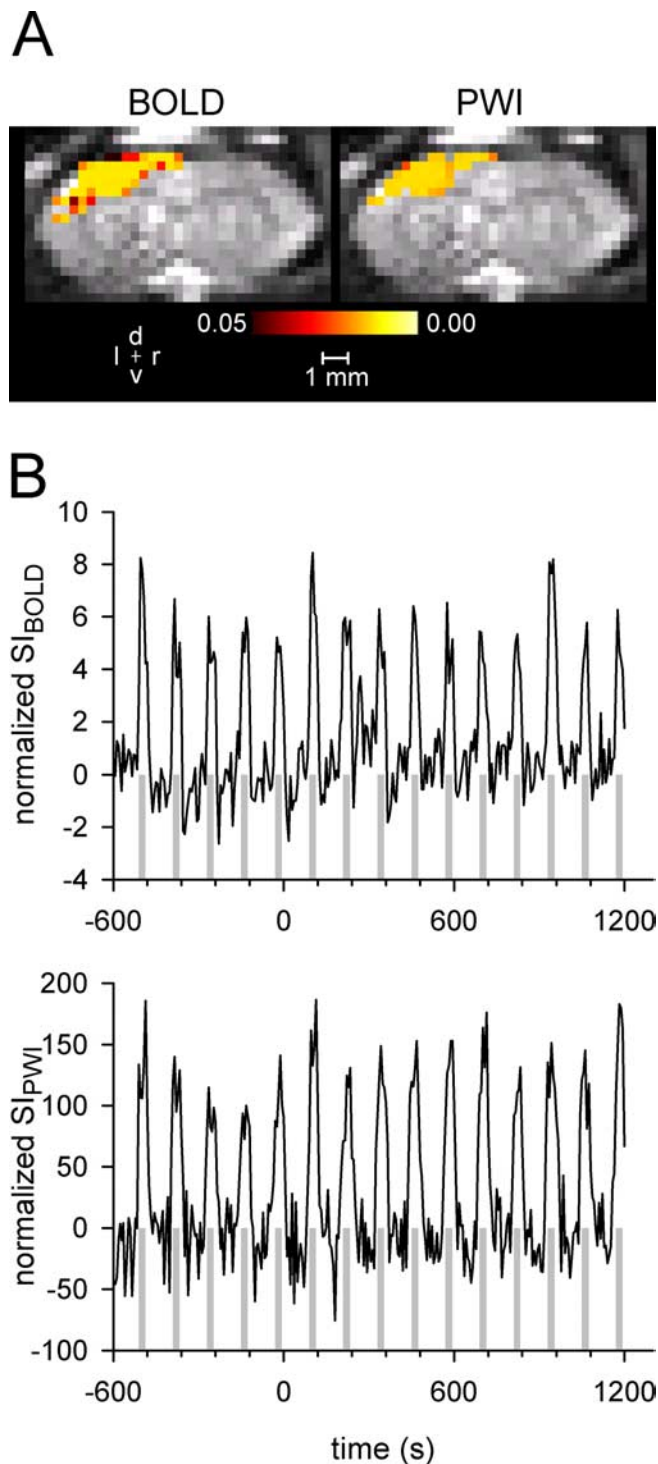 A
BOLD PWI
0.05 0.00
d
l + r
v
1 mm
B
10
8
6
4
2
0
-2
-4
normalized SI_BOLD
-600 0 600 1200
200
150
100
50
0
-50
-100
normalized SI_PWI
-600 0 600 1200
time (s)